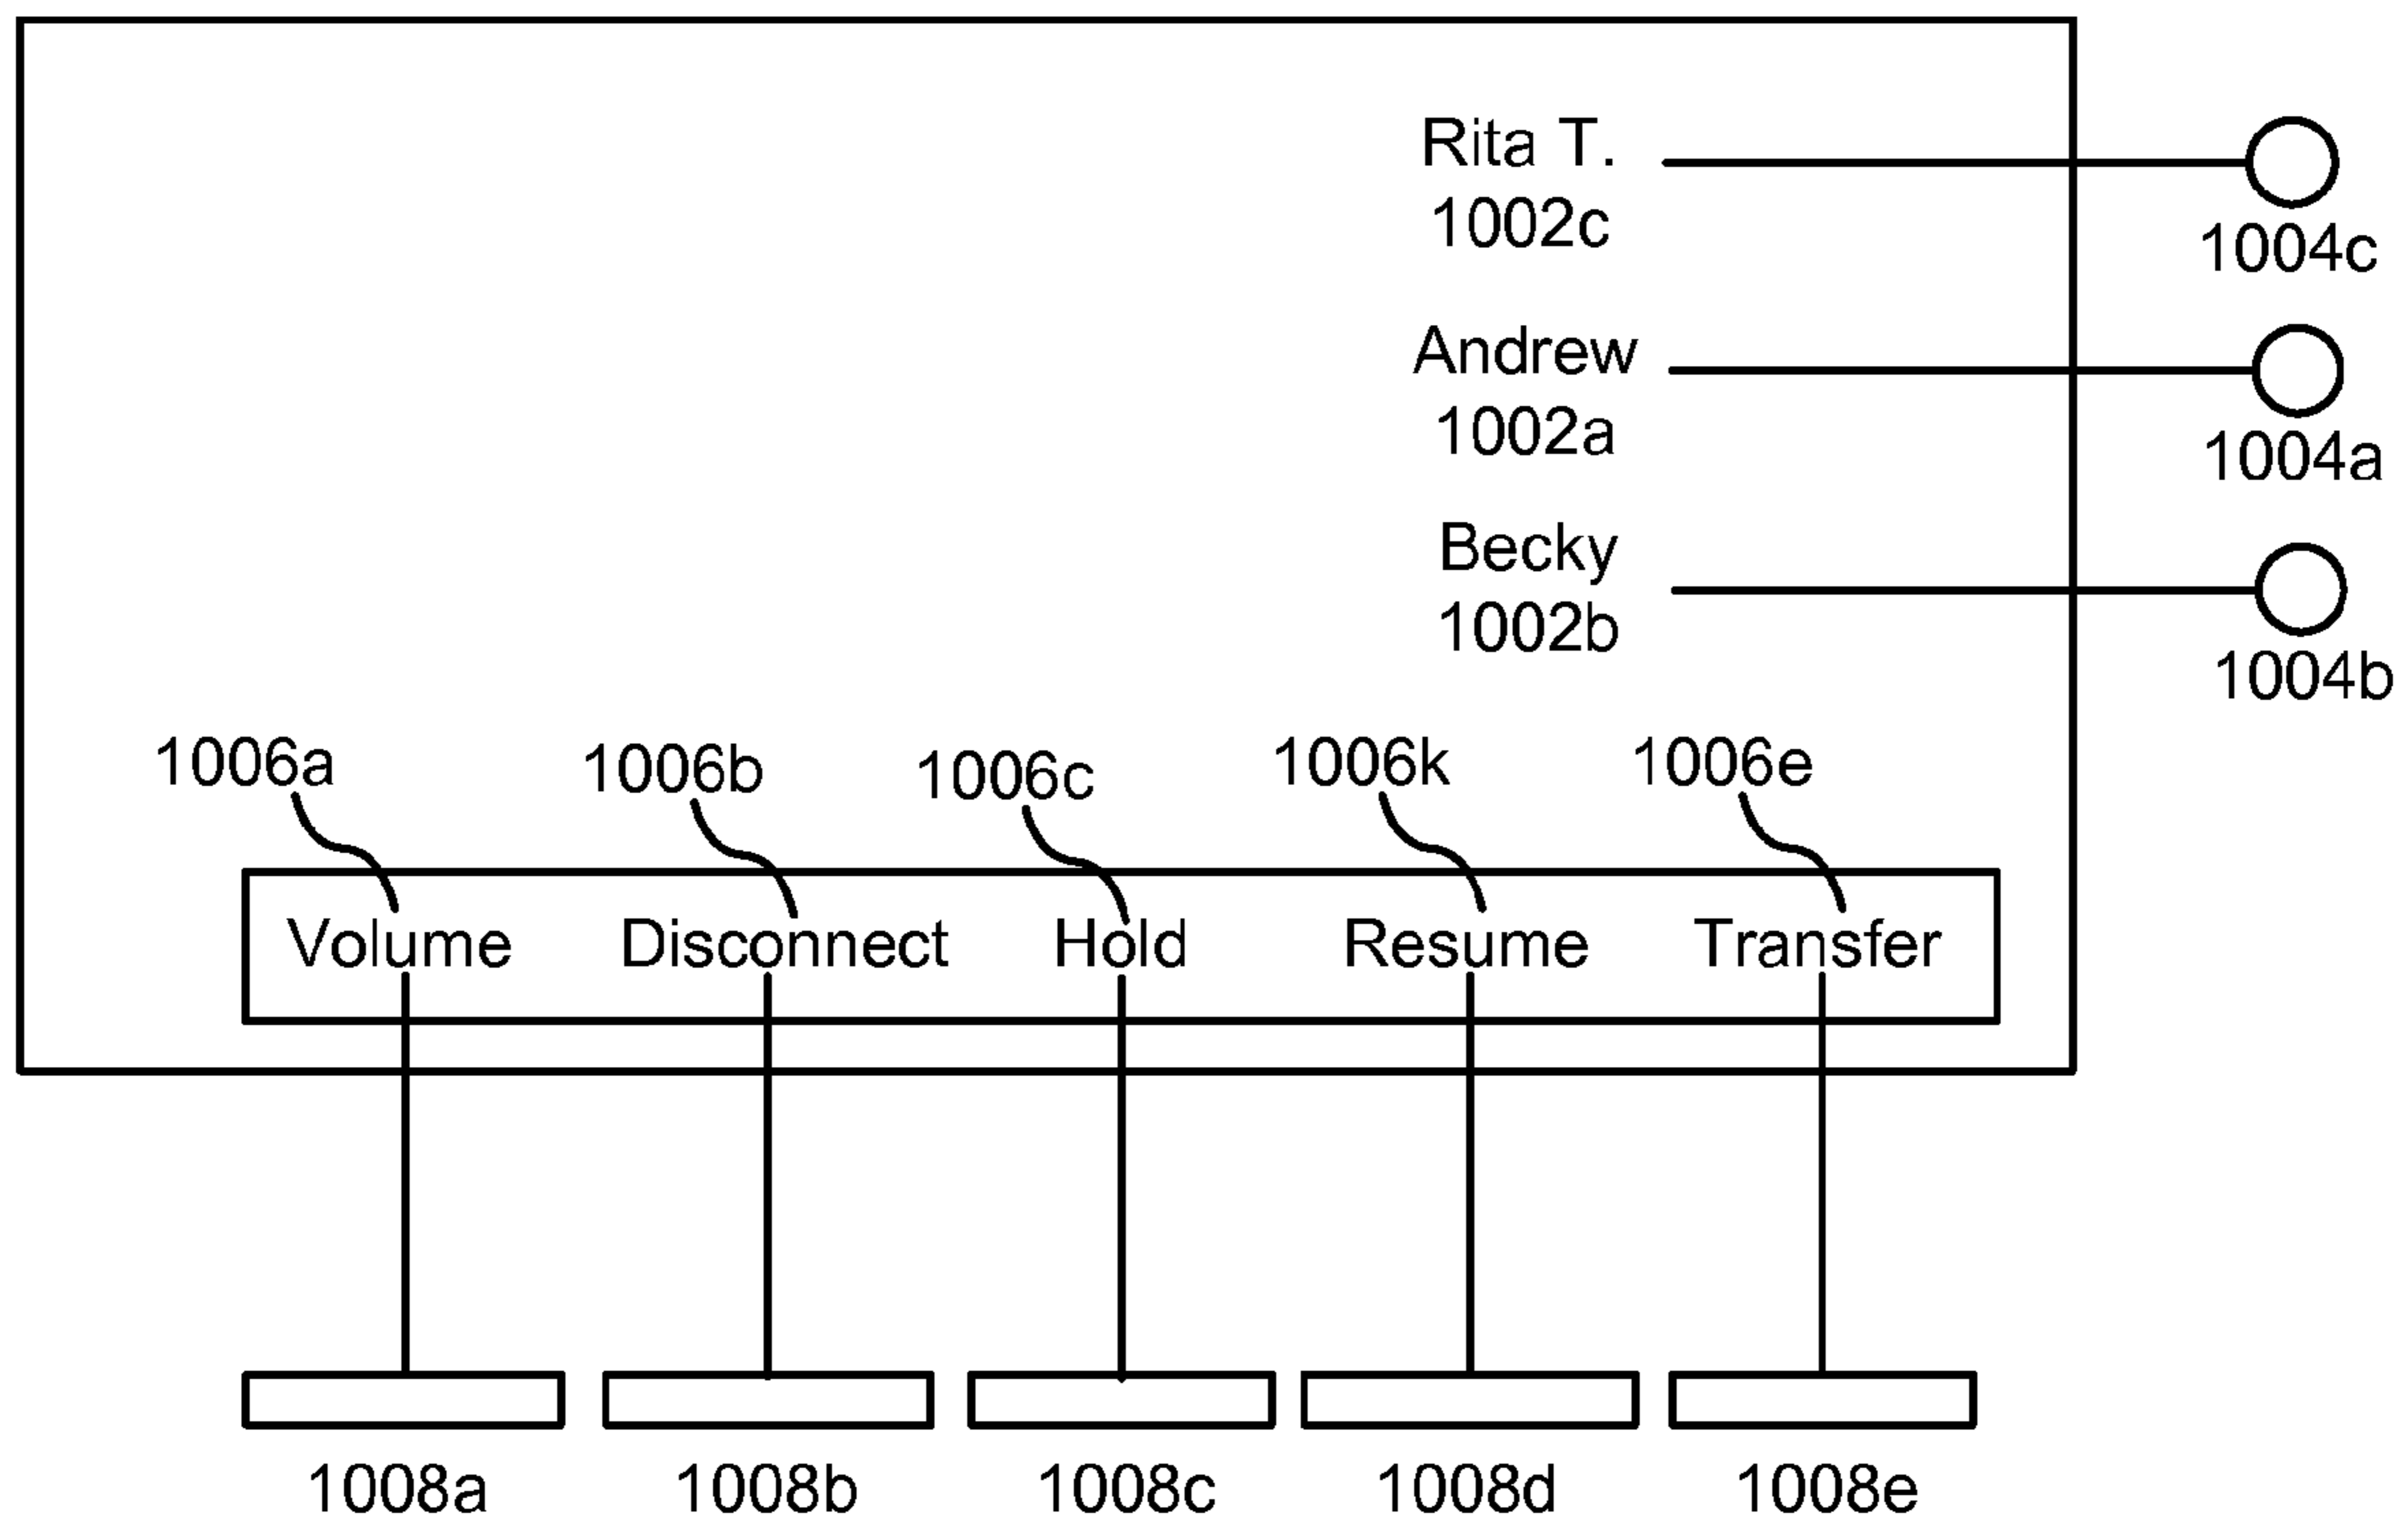 Rita T.
1002c
1004c
Andrew
1002a
1004a
Becky
1002b
1004b
1006a 1006b 1006c 1006k 1006e
Volume Disconnect Hold Resume Transfer
1008a 1008b 1008c 1008d 1008e